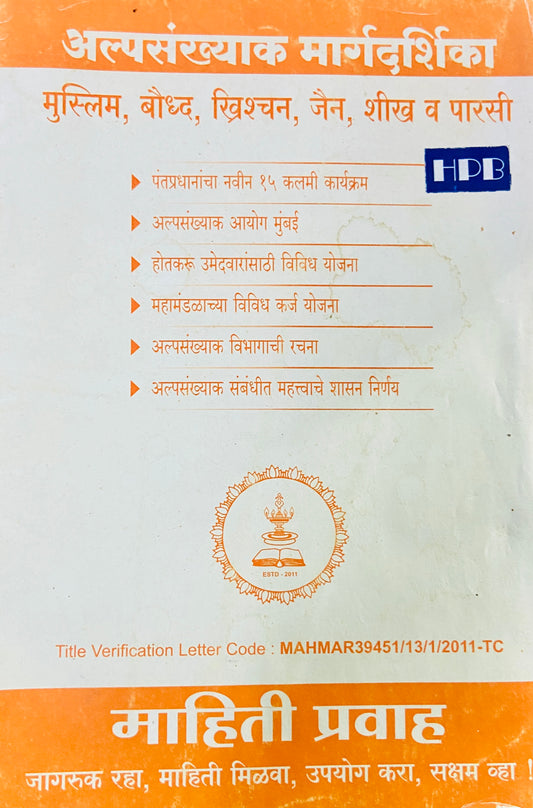 अल्पसंख्याक मार्गदर्शिका
मुस्लिम, बौध्द, ख्रिश्चन, जैन, शीख व पारसी
HPB
पंतप्रधानांचा नवीन १५ कलमी कार्यक्रम
अल्पसंख्याक आयोग मुंबई
होतकरू उमेदवारांसाठी विविध योजना
महामंडळाच्या विविध कर्ज योजना
अल्पसंख्याक विभागाची रचना
अल्पसंख्याक संबंधीत महत्त्वाचे शासन निर्णय
ESTD - 2011
Title Verification Letter Code : MAHMAR39451/13/1/2011-TC
माहिती प्रवाह
जागरुक रहा, माहिती मिळवा, उपयोग करा, सक्षम व्हा !